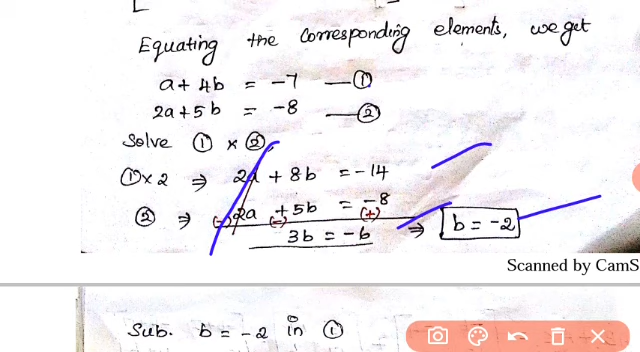 Equating the Corresponding elements, we get
a + 4b = -7 — ①
2a + 5b = -8 — ②
Solve ① x ②
① x 2 ⇒ 2a + 8b = -14
② ⇒ 2a + 5b = -8
(-) (-) (+)
3b = -6 ⇒ b = -2
Scanned by CamS
Sub. b = -2 in ①